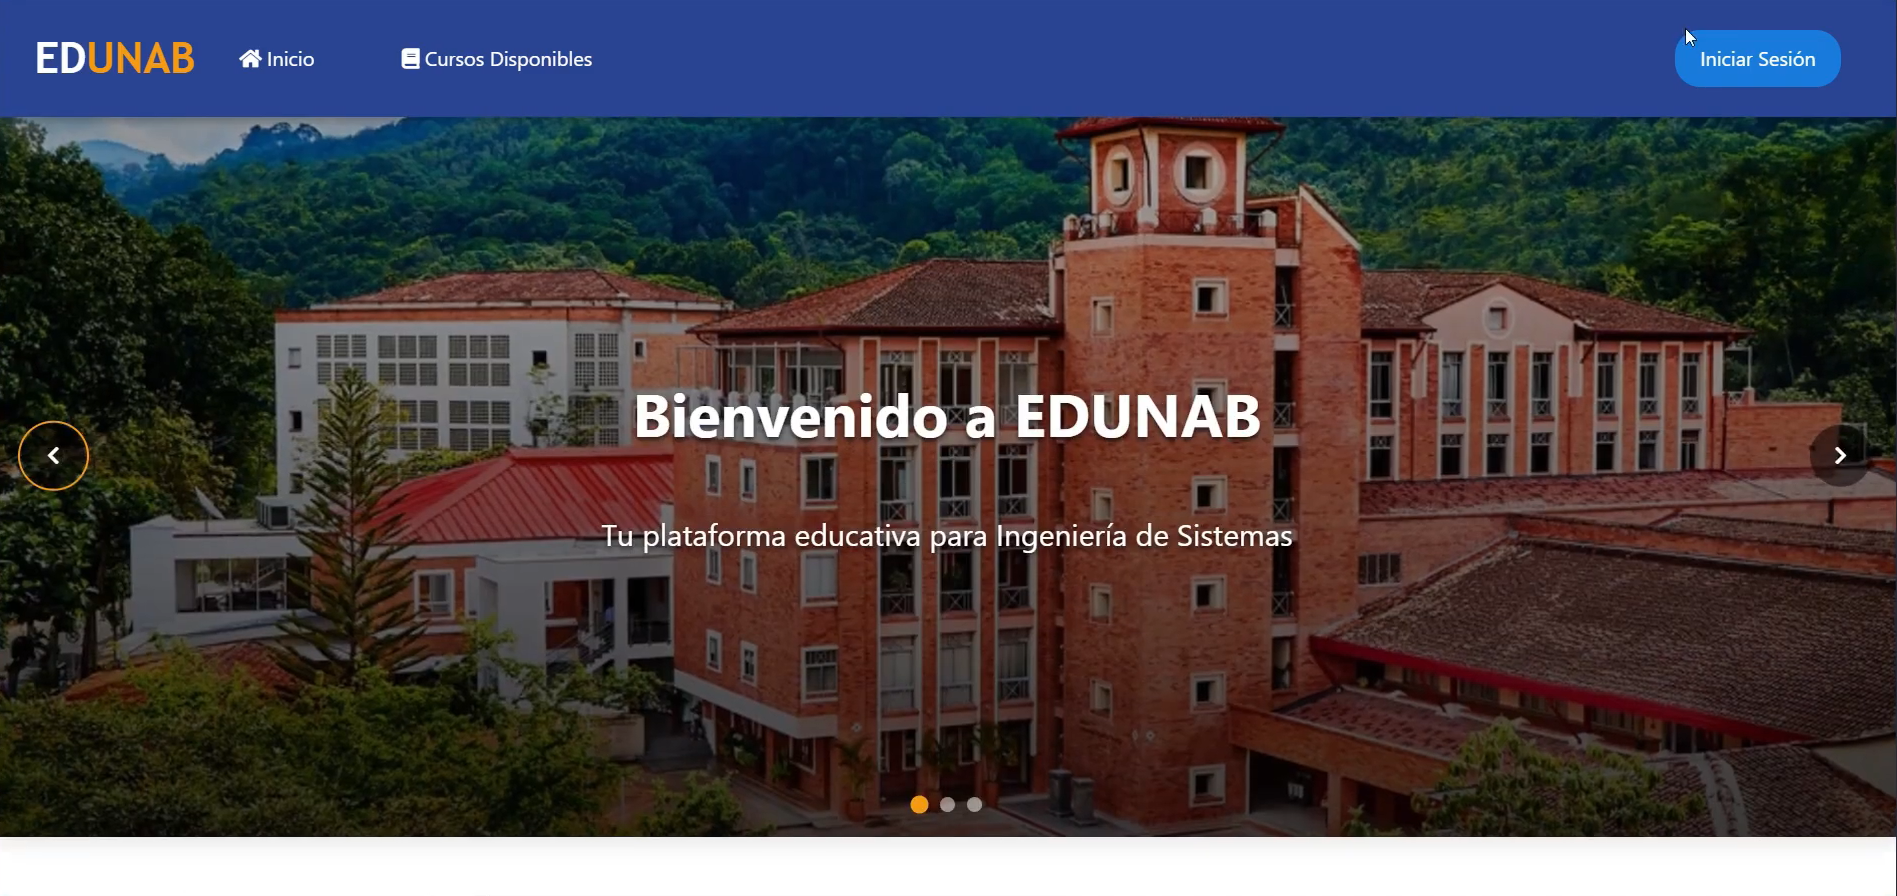 EDUNAB
Inicio
Cursos Disponibles
Iniciar Sesión
Bienvenido a EDUNAB
Tu plataforma educativa para Ingeniería de Sistemas